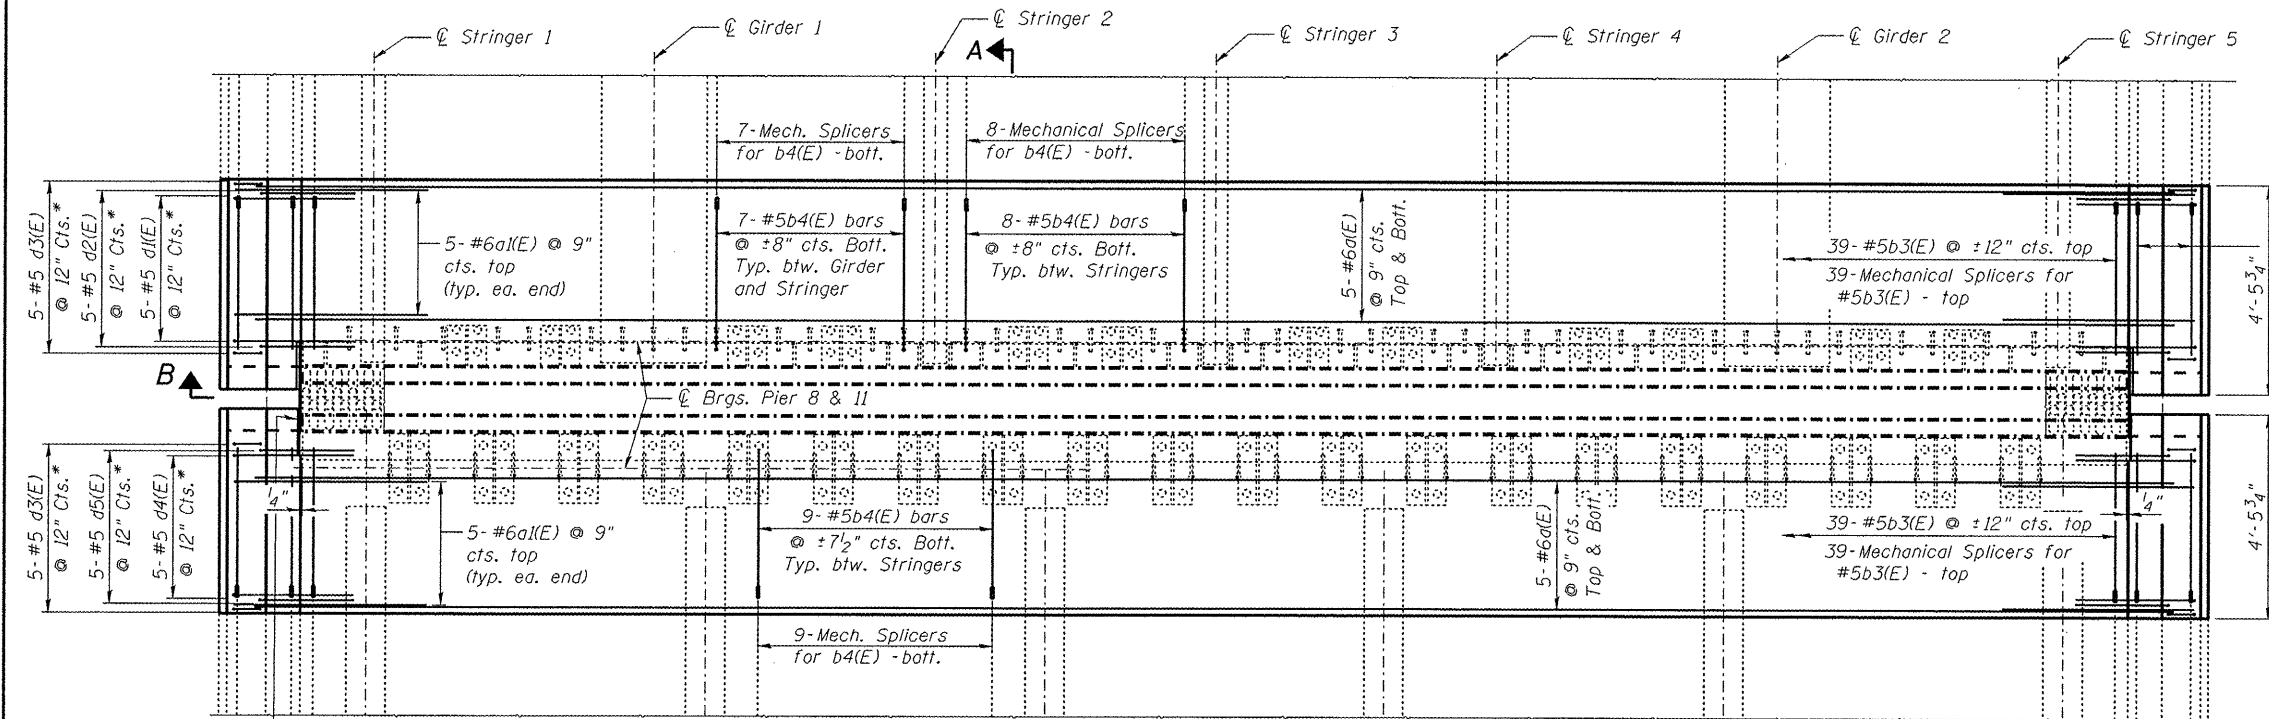 ℄ Stringer 1
℄ Girder 1
℄ Stringer 2
A
℄ Stringer 3
℄ Stringer 4
℄ Girder 2
℄ Stringer 5
7-Mech. Splicers
for b4(E) -bott.
8-Mechanical Splicers
for b4(E) -bott.
5-#5 d3(E)
@ 12" Cts.*
5-#5 d2(E)
@ 12" Cts.*
5-#5 d1(E)
@ 12" Cts.*
5-#6a1(E) @ 9"
cts. top
(typ. ea. end)
7-#5b4(E) bars
@ ±8" cts. Bott.
Typ. btw. Girder
and Stringer
8-#5b4(E) bars
@ ±8" cts. Bott.
Typ. btw. Stringers
5-#6a(E)
@ 9" cts.
Top & Bott.
39-#5b3(E) @ ±12" cts. top
39-Mechanical Splicers for
#5b3(E) - top
4'-5¾"
B
℄ Brgs. Pier 8 & 11
5-#5 d3(E)
@ 12" Cts.*
5-#5 d5(E)
@ 12" Cts.*
5-#5 d4(E)
@ 12" Cts.*
¼"
5-#6a1(E) @ 9"
cts. top
(typ. ea. end)
9-#5b4(E) bars
@ ±7½" cts. Bott.
Typ. btw. Stringers
5-#6a(E)
@ 9" cts.
Top & Bott.
39-#5b3(E) @ ±12" cts. top
39-Mechanical Splicers for
#5b3(E) - top
¼"
4'-5¾"
9-Mech. Splicers
for b4(E) -bott.